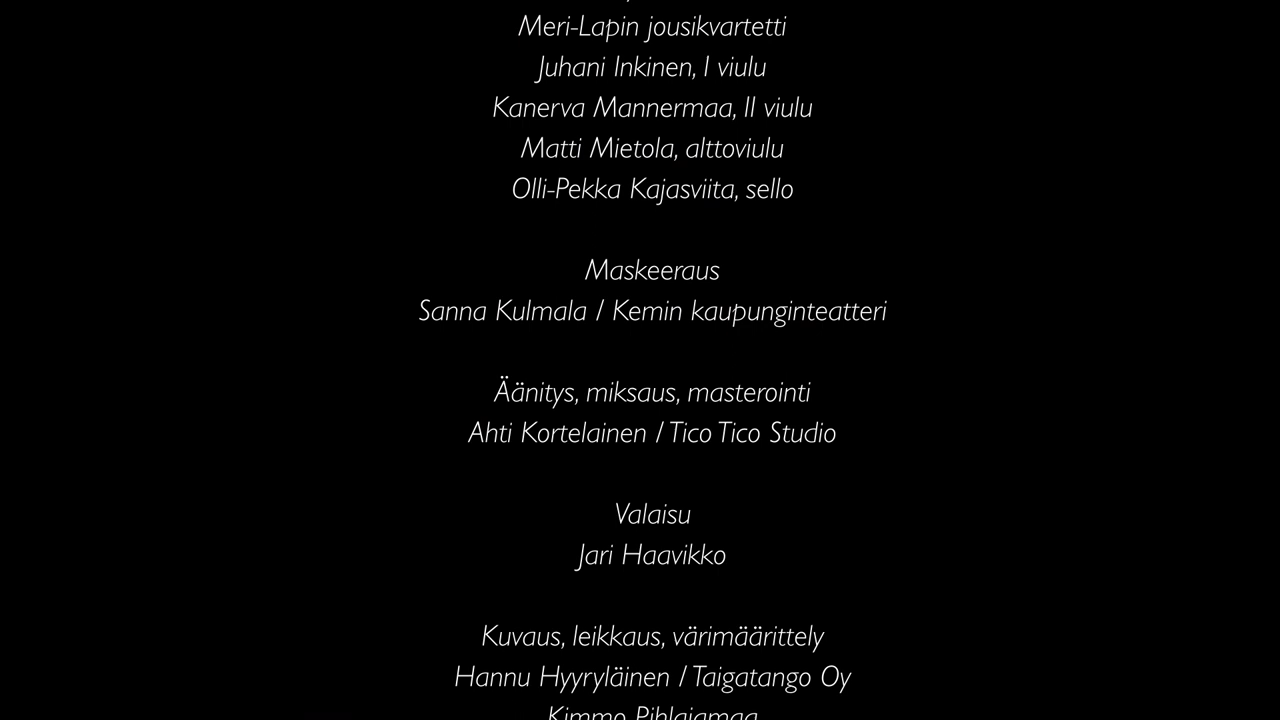 Meri-Lapin jousikvartetti
Juhani Inkinen, I viulu
Kanerva Mannermaa, II viulu
Matti Mietola, alttoviulu
Olli-Pekka Kajasviita, sello
Maskeeraus
Sanna Kulmala / Kemin kaupunginteatteri
Äänitys, miksaus, masterointi
Ahti Kortelainen / Tico Tico Studio
Valaisu
Jari Haavikko
Kuvaus, leikkaus, värimäärittely
Hannu Hyyryläinen / Taigatango Oy
Kimmo Pihlajamaa